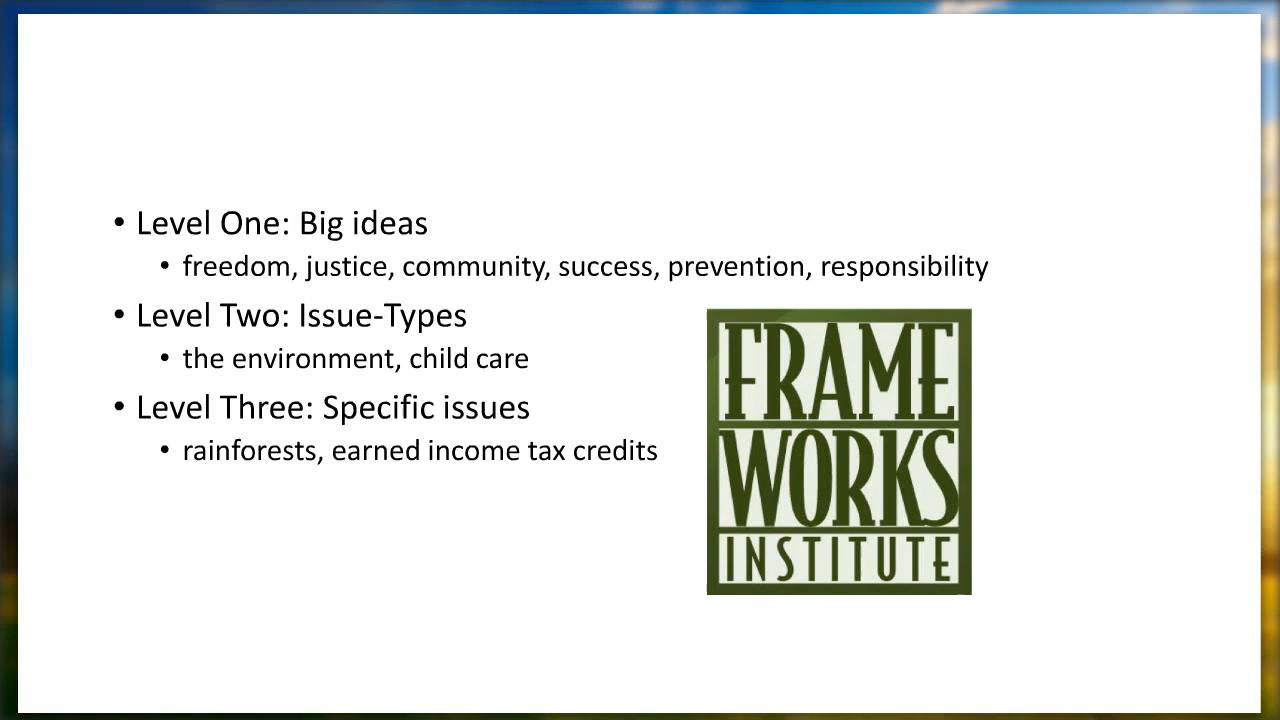 • Level One: Big ideas
• freedom, justice, community, success, prevention, responsibility
• Level Two: Issue-Types
• the environment, child care
• Level Three: Specific issues
• rainforests, earned income tax credits
FRAME
WORKS
INSTITUTE